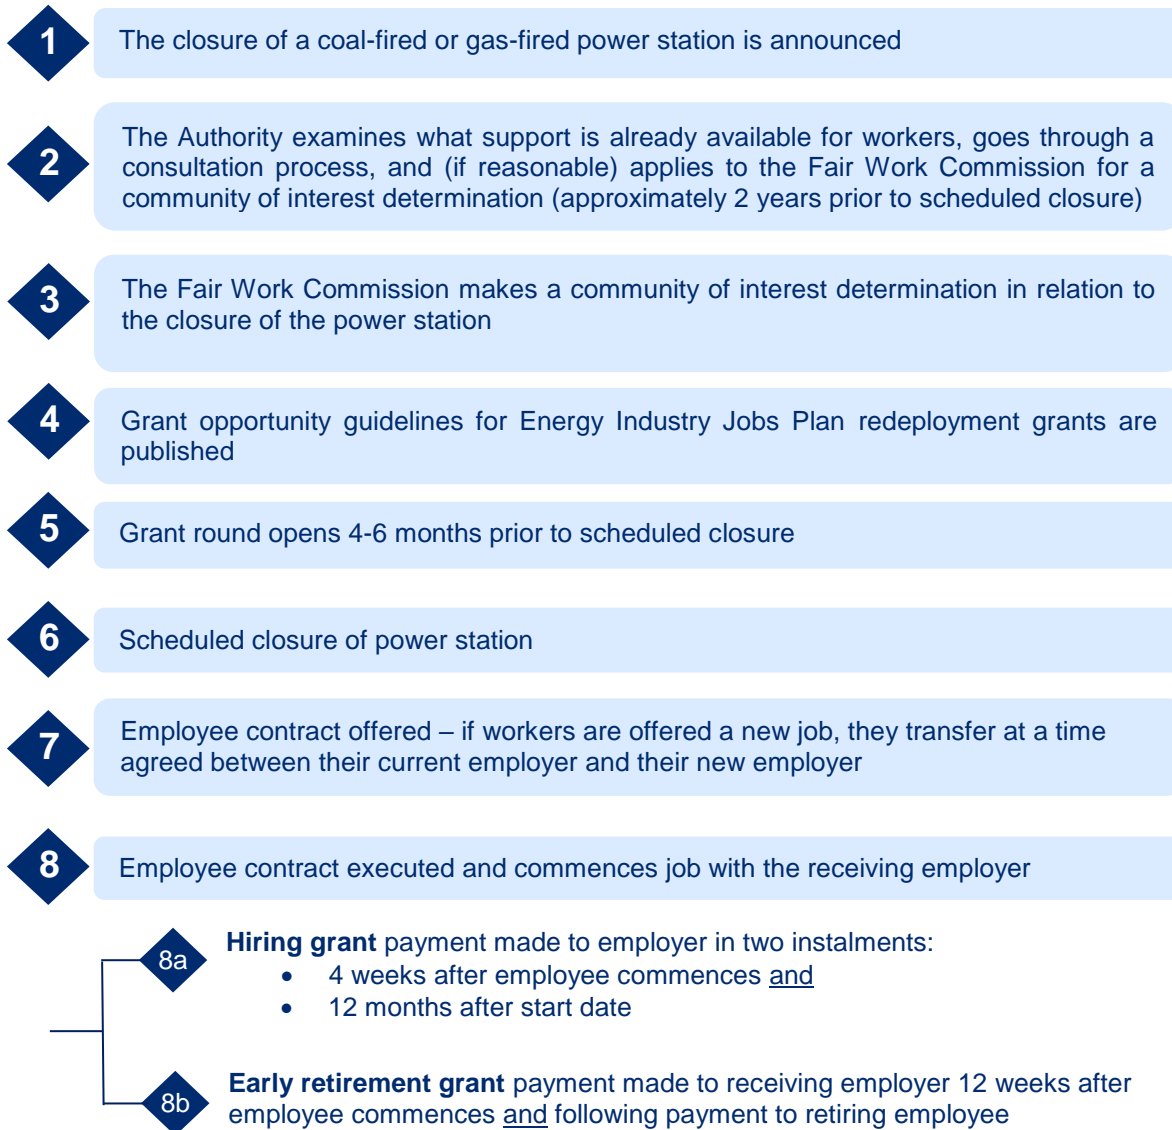 1
The closure of a coal-fired or gas-fired power station is announced
2
The Authority examines what support is already available for workers, goes through a
consultation process, and (if reasonable) applies to the Fair Work Commission for a
community of interest determination (approximately 2 years prior to scheduled closure)
3
The Fair Work Commission makes a community of interest determination in relation to
the closure of the power station
4
Grant opportunity guidelines for Energy Industry Jobs Plan redeployment grants are
published
5
Grant round opens 4-6 months prior to scheduled closure
6
Scheduled closure of power station
7
Employee contract offered – if workers are offered a new job, they transfer at a time
agreed between their current employer and their new employer
8
Employee contract executed and commences job with the receiving employer
8a
Hiring grant payment made to employer in two instalments:
• 4 weeks after employee commences and
• 12 months after start date
8b
Early retirement grant payment made to receiving employer 12 weeks after
employee commences and following payment to retiring employee